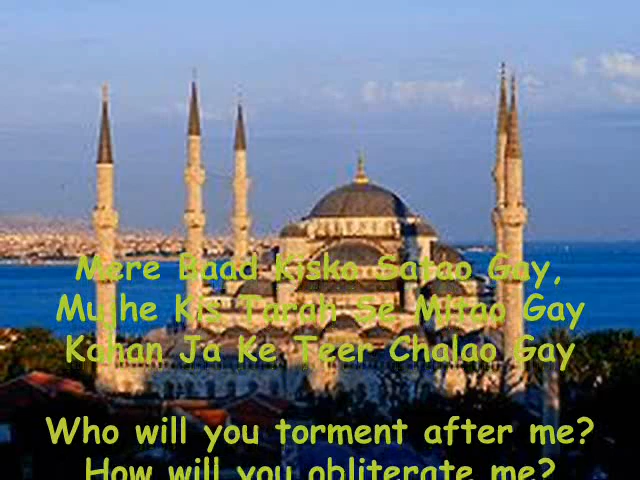 Mere Baad Kisko Satao Gay,
Mujhe Kis Tarah Se Mitao Gay
Kahan Ja Ke Teer Chalao Gay
Who will you torment after me?
How will you obliterate me?